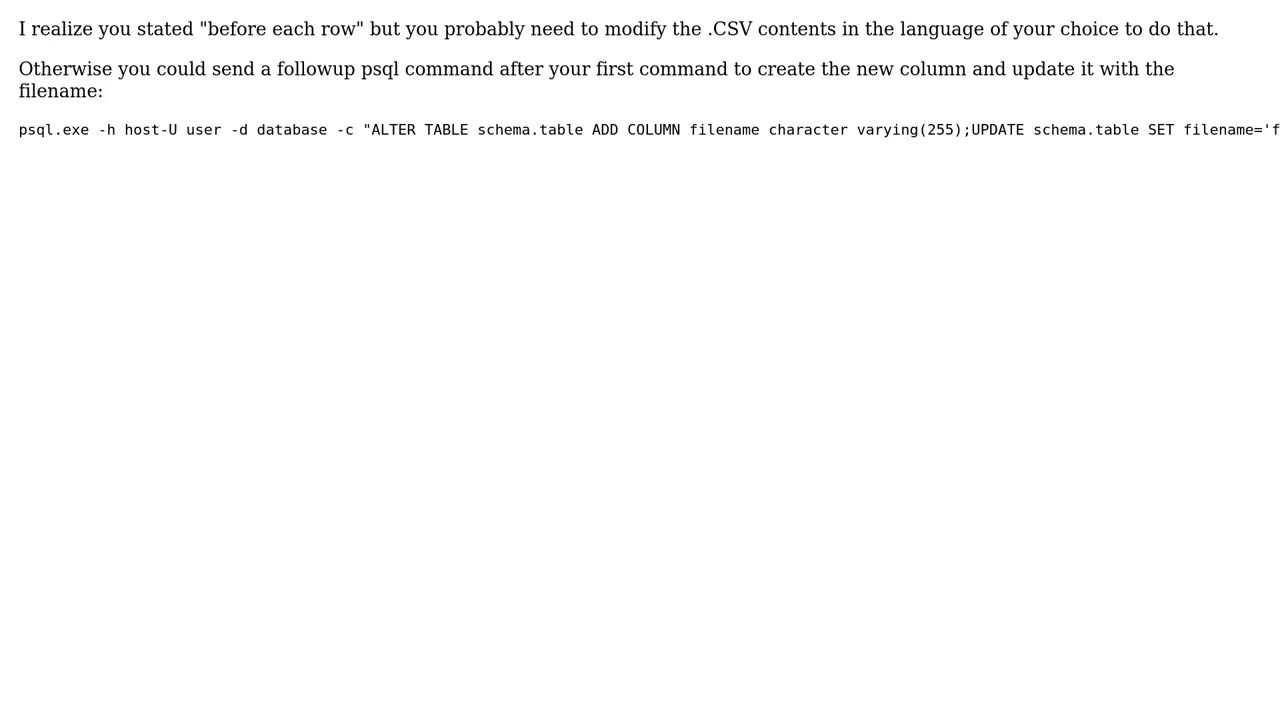 I realize you stated "before each row" but you probably need to modify the .CSV contents in the language of your choice to do that.
Otherwise you could send a followup psql command after your first command to create the new column and update it with the
filename:
psql.exe -h host-U user -d database -c "ALTER TABLE schema.table ADD COLUMN filename character varying(255);UPDATE schema.table SET filename='f